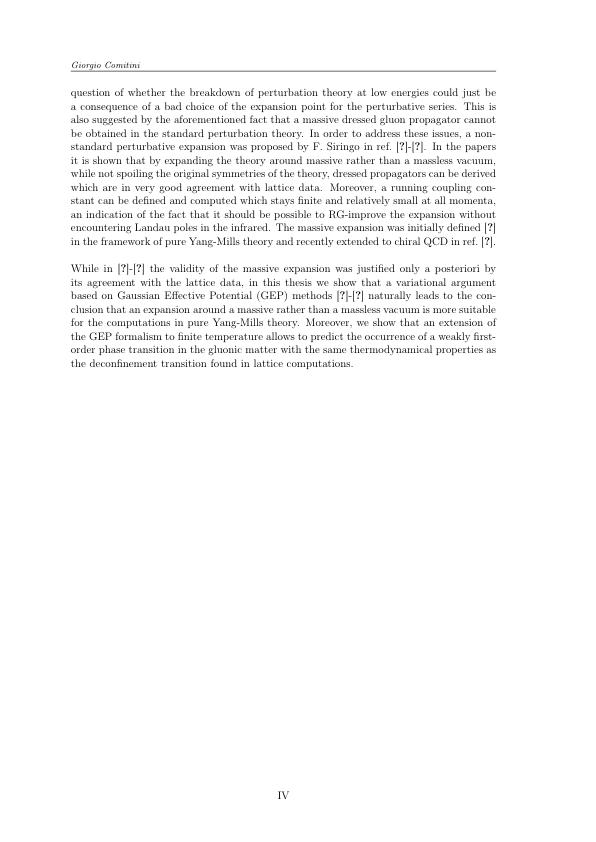 Giorgio Comitini
question of whether the breakdown of perturbation theory at low energies could just be
a consequence of a bad choice of the expansion point for the perturbative series. This is
also suggested by the aforementioned fact that a massive dressed gluon propagator cannot
be obtained in the standard perturbation theory. In order to address these issues, a non-
standard perturbative expansion was proposed by F. Siringo in ref. [?]-[?]. In the papers
it is shown that by expanding the theory around massive rather than a massless vacuum,
while not spoiling the original symmetries of the theory, dressed propagators can be derived
which are in very good agreement with lattice data. Moreover, a running coupling con-
stant can be defined and computed which stays finite and relatively small at all momenta,
an indication of the fact that it should be possible to RG-improve the expansion without
encountering Landau poles in the infrared. The massive expansion was initially defined [?]
in the framework of pure Yang-Mills theory and recently extended to chiral QCD in ref. [?].
While in [?]-[?] the validity of the massive expansion was justified only a posteriori by
its agreement with the lattice data, in this thesis we show that a variational argument
based on Gaussian Effective Potential (GEP) methods [?]-[?] naturally leads to the con-
clusion that an expansion around a massive rather than a massless vacuum is more suitable
for the computations in pure Yang-Mills theory. Moreover, we show that an extension of
the GEP formalism to finite temperature allows to predict the occurrence of a weakly first-
order phase transition in the gluonic matter with the same thermodynamical properties as
the deconfinement transition found in lattice computations.
IV